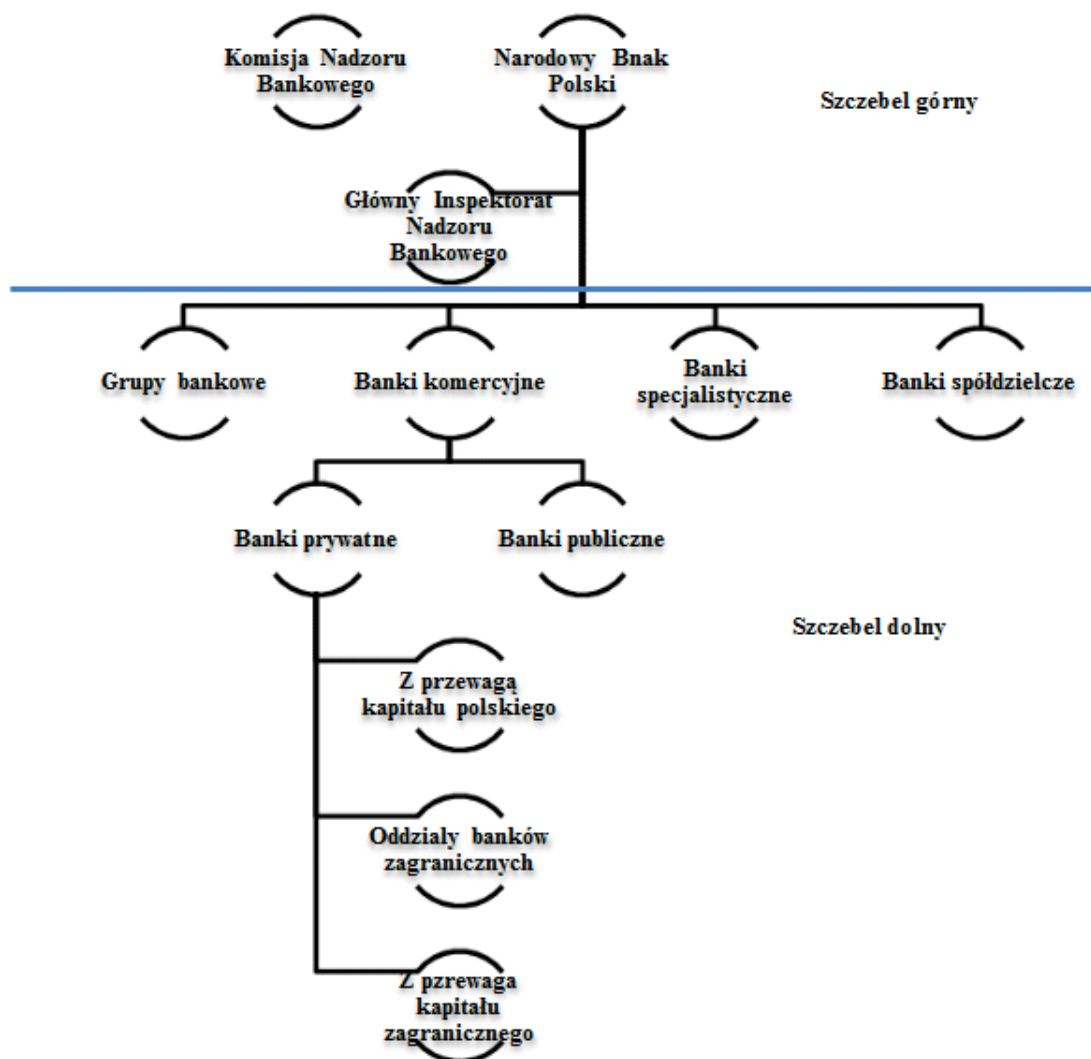 Komisja Nadzoru
Bankowego
Narodowy Bnak
Polski
Szczebel górny
Główny Inspektorat
Nadzoru
Bankowego
Grupy bankowe
Banki komercyjne
Banki
specjalistyczne
Banki spółdzielcze
Banki prywatne
Banki publiczne
Szczebel dolny
Z przewagą
kapitału polskiego
Oddziały banków
zagranicznych
Z pzrewaga
kapitału
zagranicznego